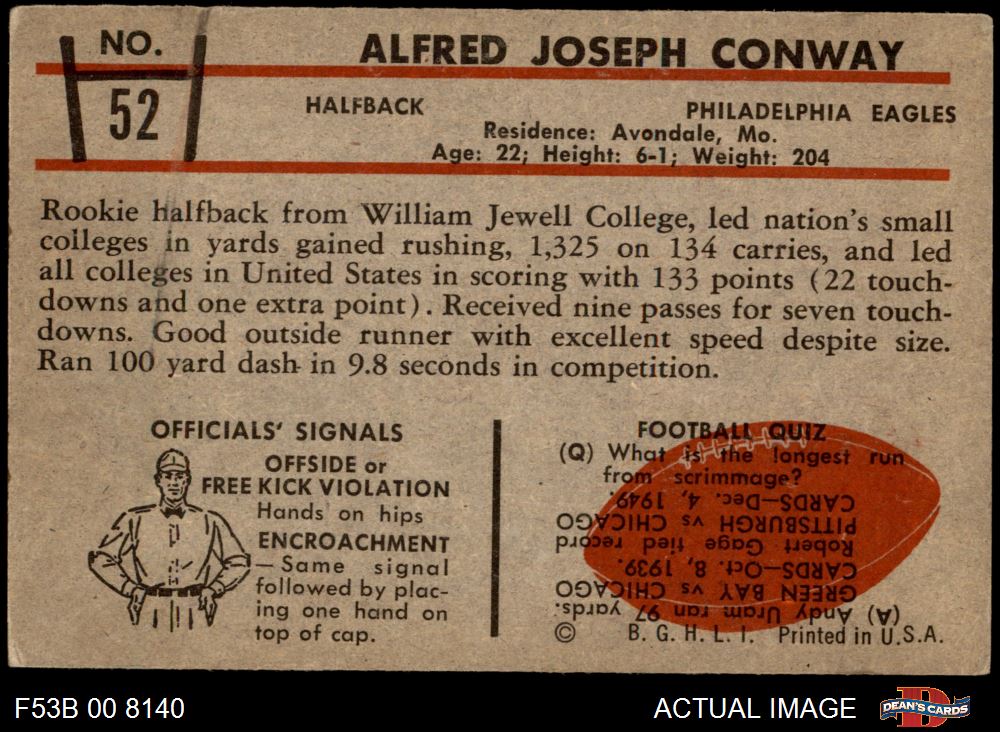 NO.
52
ALFRED JOSEPH CONWAY
HALFBACK
PHILADELPHIA EAGLES
Residence: Avondale, Mo.
Age: 22; Height: 6-1; Weight: 204
Rookie halfback from William Jewell College, led nation's small
colleges in yards gained rushing, 1,325 on 134 carries, and led
all colleges in United States in scoring with 133 points (22 touch-
downs and one extra point). Received nine passes for seven touch-
downs. Good outside runner with excellent speed despite size.
Ran 100 yard dash in 9.8 seconds in competition.
OFFICIALS' SIGNALS
OFFSIDE or
FREE KICK VIOLATION
Hands on hips
ENCROACHMENT
—Same signal
followed by plac-
ing one hand on
top of cap.
FOOTBALL QUIZ
(Q) What is the longest run
from scrimmage?
(A) Andy Uram ran 97 yards.
GREEN BAY vs CHICAGO
CARDS—Oct. 8, 1939.
Robert Gage tied record
PITTSBURGH vs CHICAGO
CARDS—Dec. 4, 1949.
© B. G. H. L. I. Printed in U.S.A.
F53B 00 8140
ACTUAL IMAGE
D
DEAN'S CARDS